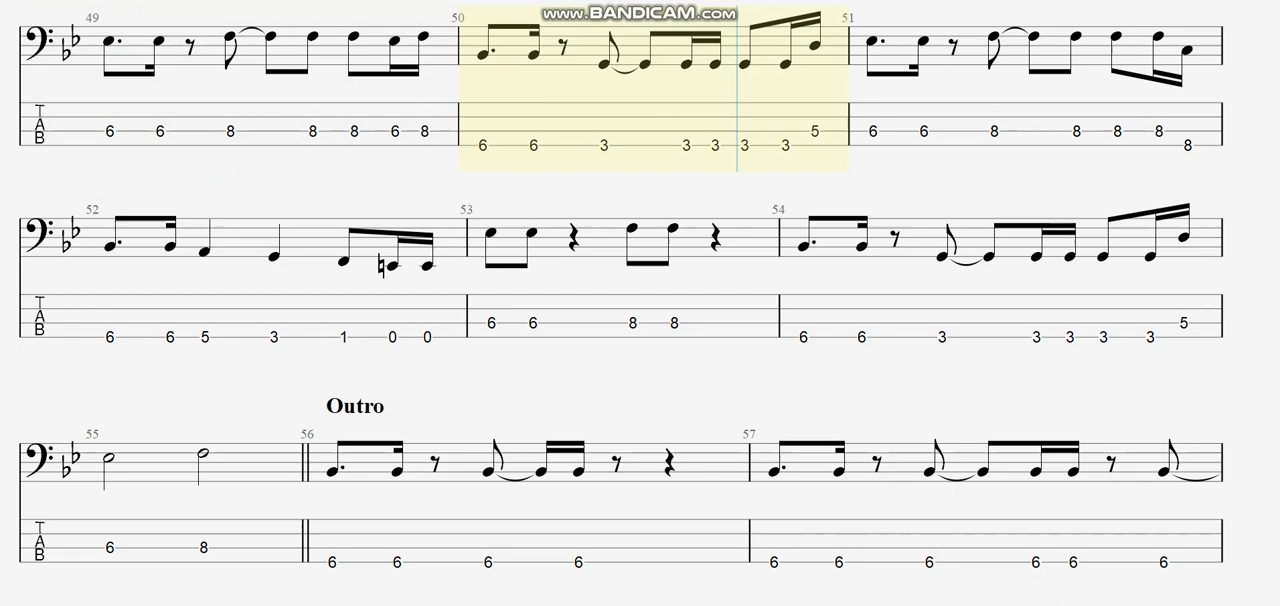 www.BANDICAM.com
49 50 51
T 6 6 8 8 8 6 8 6 6 3 3 3 3 3 5 6 6 8 8 8 8 8
A
B
52 53 54
T 6 6 5 3 1 0 0 6 6 8 8 6 6 3 3 3 3 3 5
A
B
Outro
55 56 57
T 6 8 6 6 6 6 6 6 6 6 6 6
A
B